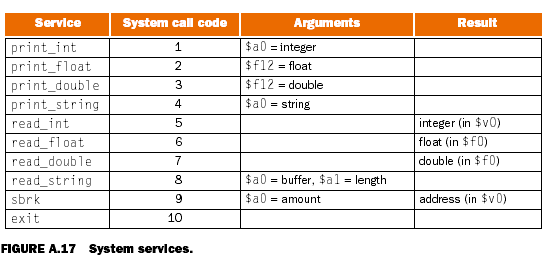 Service System call code Arguments Result
print_int 1 $a0 = integer
print_float 2 $f12 = float
print_double 3 $f12 = double
print_string 4 $a0 = string
read_int 5 integer (in $v0)
read_float 6 float (in $f0)
read_double 7 double (in $f0)
read_string 8 $a0 = buffer, $a1 = length
sbrk 9 $a0 = amount address (in $v0)
exit 10
FIGURE A.17 System services.